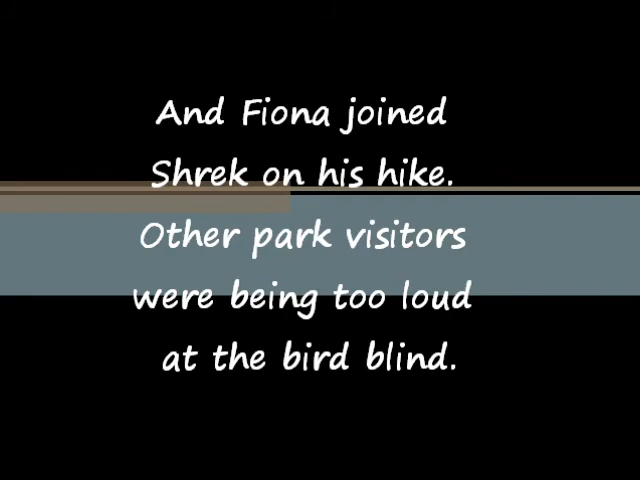 And Fiona joined
Shrek on his hike.
Other park visitors
were being too loud
at the bird blind.